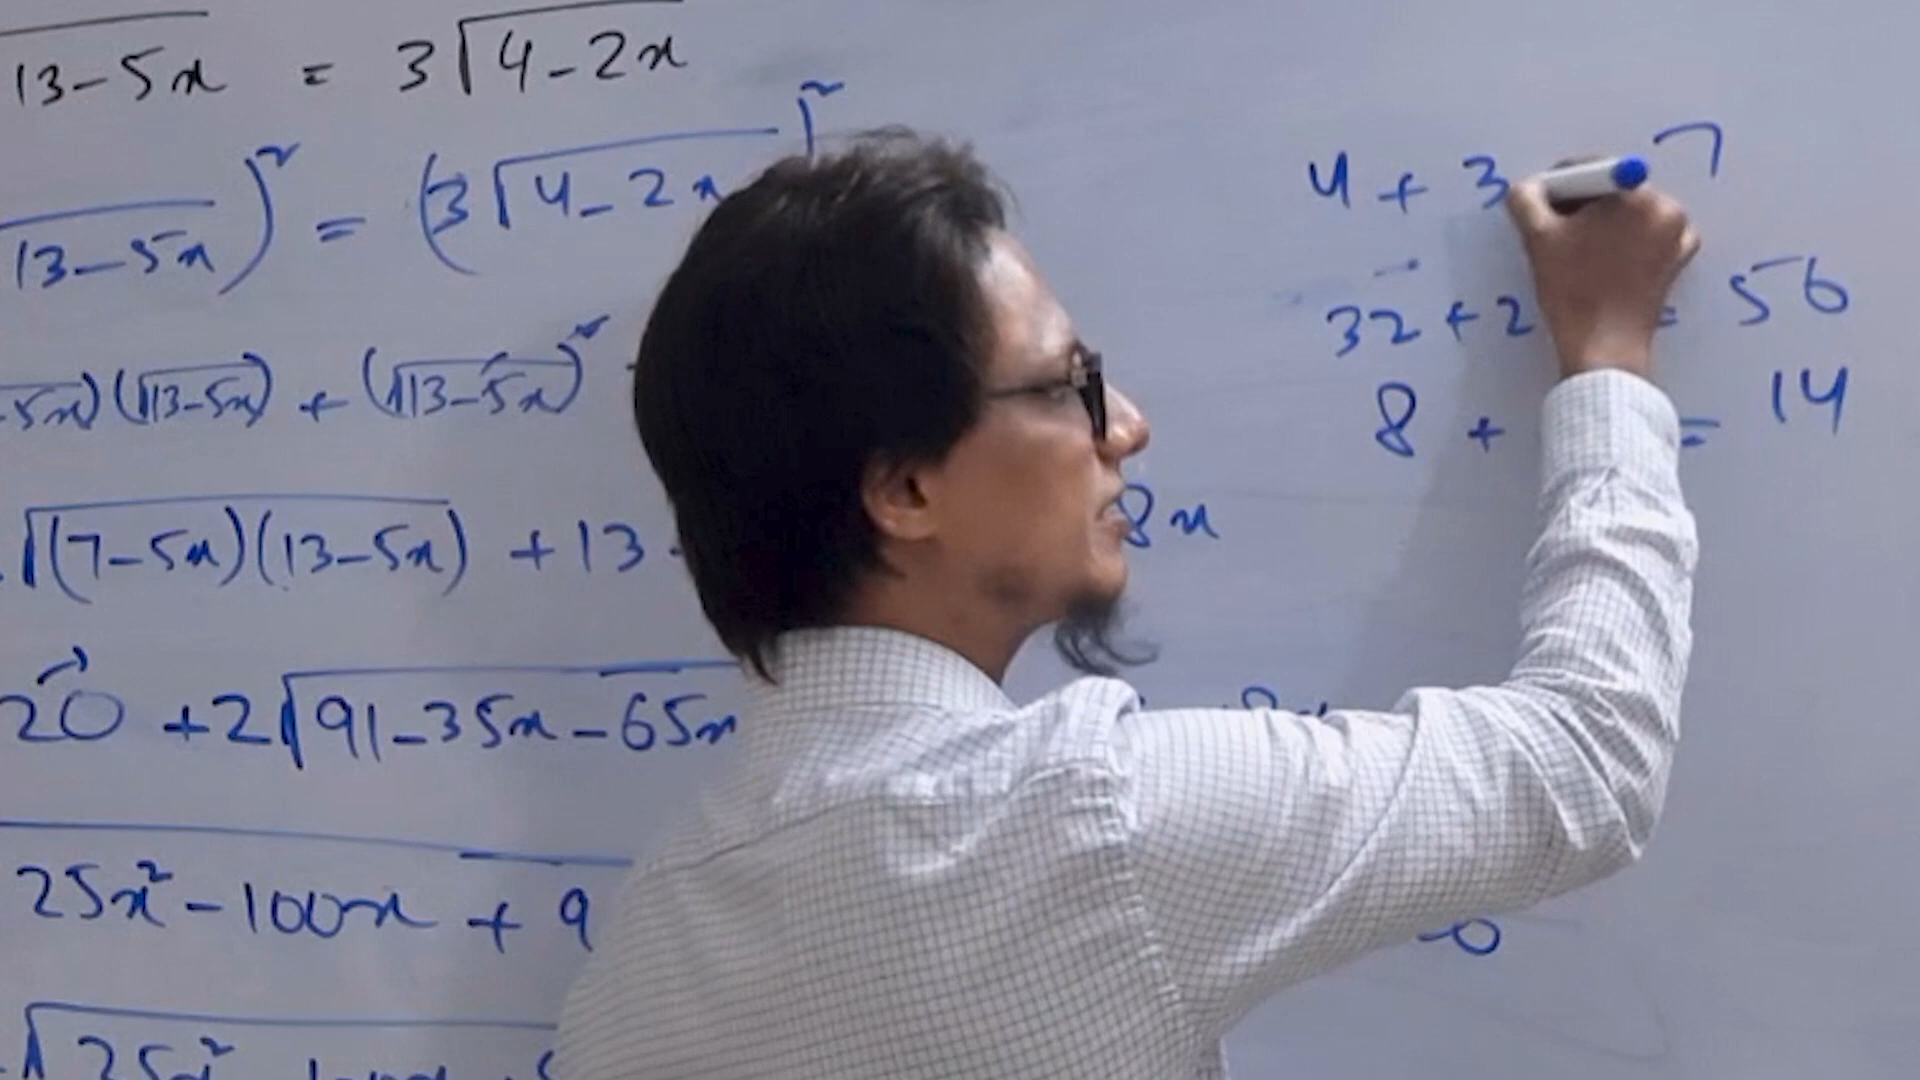 √13-5x = 3√4-2x
√13-5x)² = (3√4-2x)²
5x)(√13-5x) + (√13-5x)²
√(7-5x)(13-5x) + 13 8x
20 + 2√91-35x-65x
25x² - 100x + 9
√25x²
4 + 3 7
32 + 2 = 56
8 + = 14